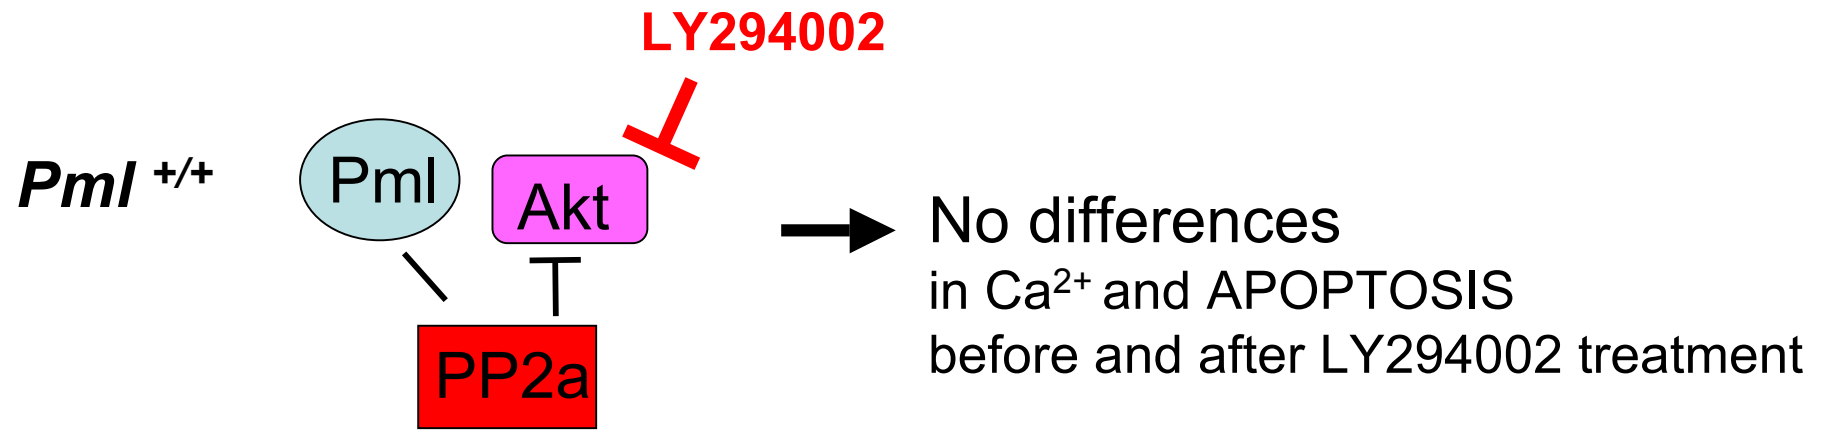 LY294002
Pml +/+
Pml
Akt
No differences
in Ca2+ and APOPTOSIS
before and after LY294002 treatment
PP2a